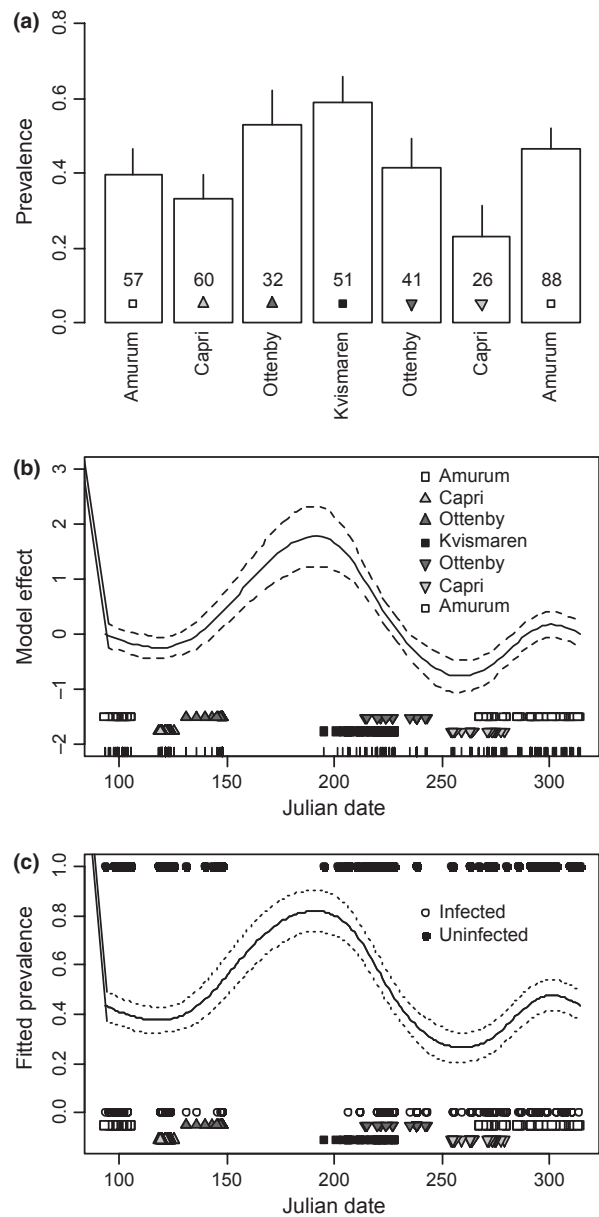 (a)
Prevalence
0.0 0.2 0.4 0.6 0.8
57 60 32 51 41 26 88
Amurum
Capri
Ottenby
Kvismaren
Ottenby
Capri
Amurum
(b)
Model effect
3
2
1
0
−1
−2
Amurum
Capri
Ottenby
Kvismaren
Ottenby
Capri
Amurum
100 150 200 250 300
Julian date
(c)
Fitted prevalence
0.0 0.2 0.4 0.6 0.8 1.0
Infected
Uninfected
100 150 200 250 300
Julian date